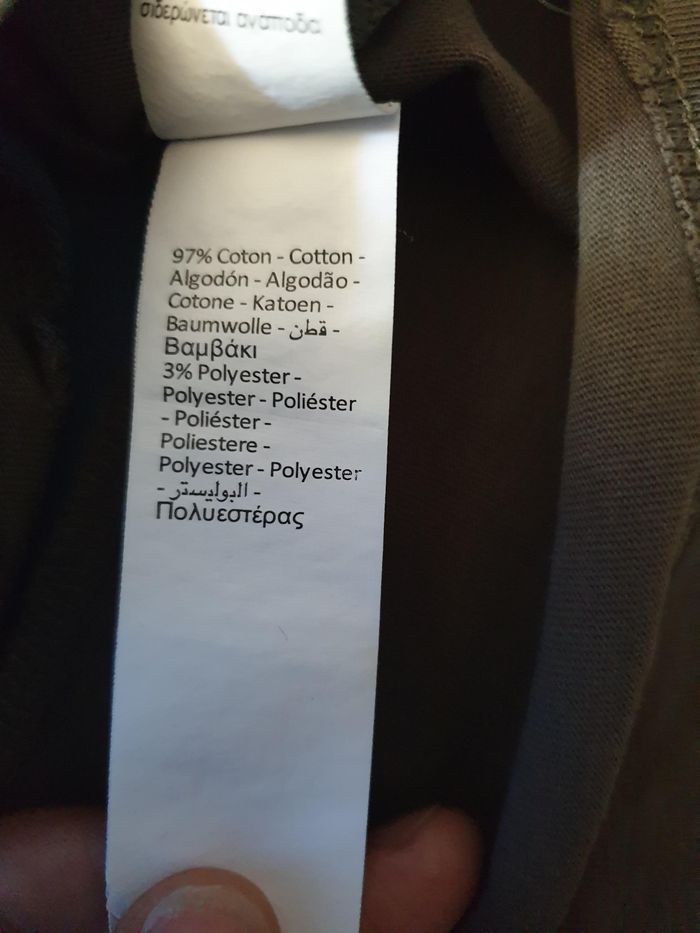 σιδερώνεται ανάποδα
97% Coton - Cotton -
Algodón - Algodão -
Cotone - Katoen -
Baumwolle - قطن -
Βαμβάκι
3% Polyester -
Polyester - Poliéster
- Poliéster -
Poliestere -
Polyester - Polyester
- البوليستر -
Πολυεστέρας